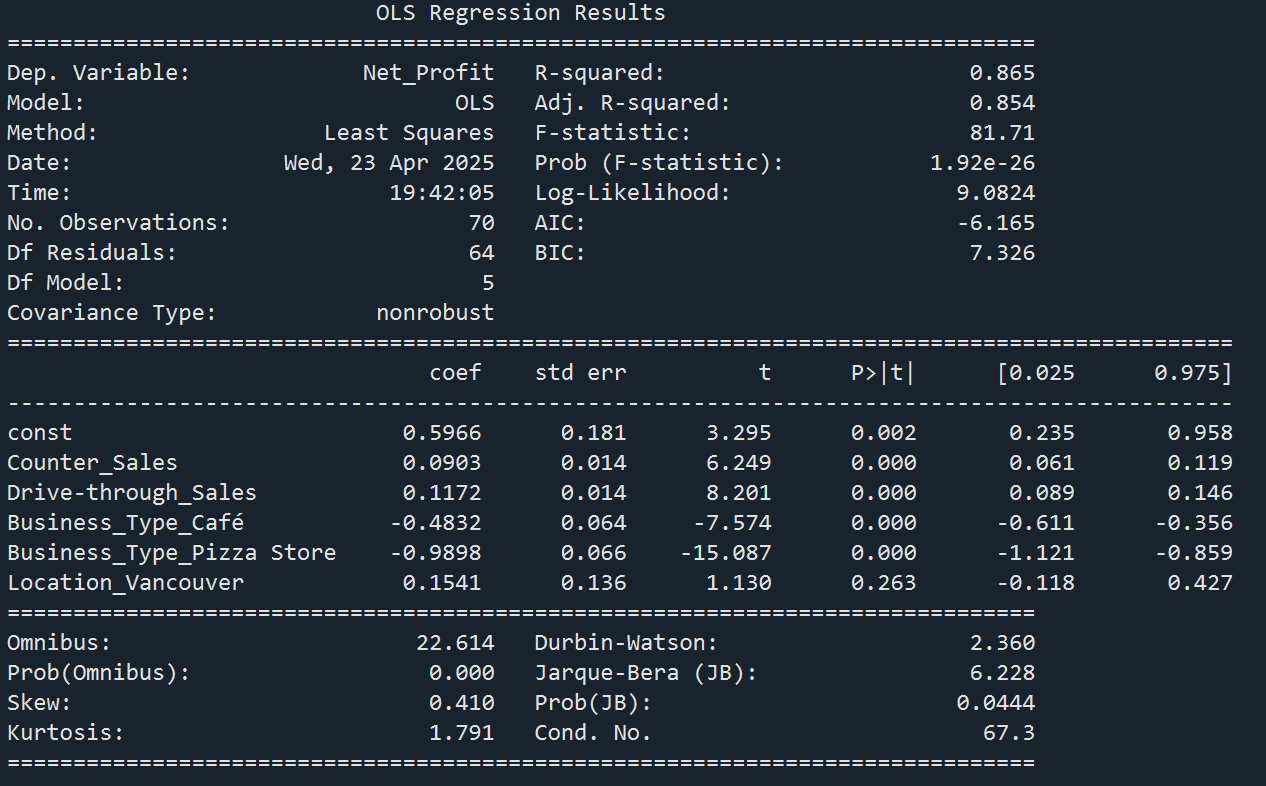 OLS Regression Results
==============================================================================
Dep. Variable:             Net_Profit   R-squared:                       0.865
Model:                            OLS   Adj. R-squared:                  0.854
Method:                 Least Squares   F-statistic:                     81.71
Date:                Wed, 23 Apr 2025   Prob (F-statistic):           1.92e-26
Time:                        19:42:05   Log-Likelihood:                 9.0824
No. Observations:                  70   AIC:                            -6.165
Df Residuals:                      64   BIC:                             7.326
Df Model:                           5
Covariance Type:            nonrobust
=============================================================================================
                                coef    std err          t      P>|t|      [0.025      0.975]
---------------------------------------------------------------------------------------------
const                         0.5966      0.181      3.295      0.002       0.235       0.958
Counter_Sales                 0.0903      0.014      6.249      0.000       0.061       0.119
Drive-through_Sales           0.1172      0.014      8.201      0.000       0.089       0.146
Business_Type_Café           -0.4832      0.064     -7.574      0.000      -0.611      -0.356
Business_Type_Pizza Store    -0.9898      0.066    -15.087      0.000      -1.121      -0.859
Location_Vancouver            0.1541      0.136      1.130      0.263      -0.118       0.427
==============================================================================
Omnibus:                       22.614   Durbin-Watson:                   2.360
Prob(Omnibus):                  0.000   Jarque-Bera (JB):                6.228
Skew:                           0.410   Prob(JB):                       0.0444
Kurtosis:                       1.791   Cond. No.                         67.3
==============================================================================